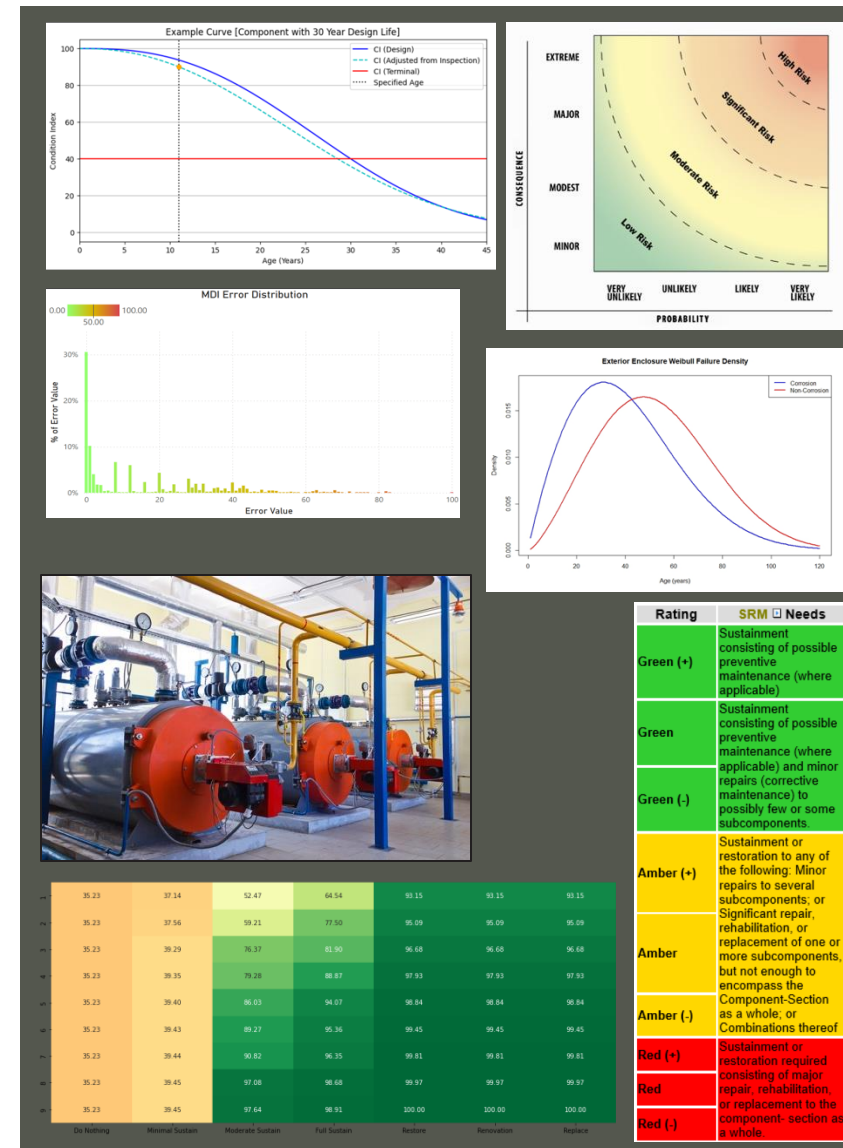 Example Curve [Component with 30 Year Design Life]
CI (Design)
CI (Adjusted from Inspection)
CI (Terminal)
Specified Age
Condition Index
100
80
60
40
20
0
0 5 10 15 20 25 30 35 40 45
Age (Years)
CONSEQUENCE
EXTREME
MAJOR
MODEST
MINOR
High Risk
Significant Risk
Moderate Risk
Low Risk
VERY UNLIKELY
UNLIKELY
LIKELY
VERY LIKELY
PROBABILITY
MDI Error Distribution
0.00 100.00
50.00
% of Error Value
30%
20%
10%
0%
0 20 40 60 80 100
Error Value
Exterior Enclosure Weibull Failure Density
Corrosion
Non-Corrosion
Density
0.015
0.010
0.005
0.000
0 20 40 60 80 100 120
Age (years)
Rating SRM Needs
Green (+)
Sustainment
consisting of possible
preventive
maintenance (where
applicable)
Green
Green (-)
Sustainment
consisting of possible
preventive
maintenance (where
applicable) and minor
repairs (corrective
maintenance) to
possibly few or some
subcomponents.
Amber (+)
Amber
Amber (-)
Sustainment or
restoration to any of
the following: Minor
repairs to several
subcomponents; or
Significant repair,
rehabilitation, or
replacement of one or
more subcomponents,
but not enough to
encompass the
Component-Section
as a whole; or
Combinations thereof
Red (+)
Red
Red (-)
Sustainment or
restoration required
consisting of major
repair, rehabilitation,
or replacement to the
component- section as
a whole.
1 35.23 37.14 52.47 64.54 93.15 93.15 93.15
2 35.23 37.56 59.21 77.50 95.09 95.09 95.09
3 35.23 39.29 76.37 81.90 96.68 96.68 96.68
4 35.23 39.35 79.28 88.87 97.93 97.93 97.93
5 35.23 39.40 86.03 94.07 98.84 98.84 98.84
6 35.23 39.43 89.27 95.36 99.45 99.45 99.45
7 35.23 39.44 90.82 96.35 99.81 99.81 99.81
8 35.23 39.45 97.08 98.68 99.97 99.97 99.97
9 35.23 39.45 97.64 98.91 100.00 100.00 100.00
Do Nothing Minimal Sustain Moderate Sustain Full Sustain Restore Renovation Replace